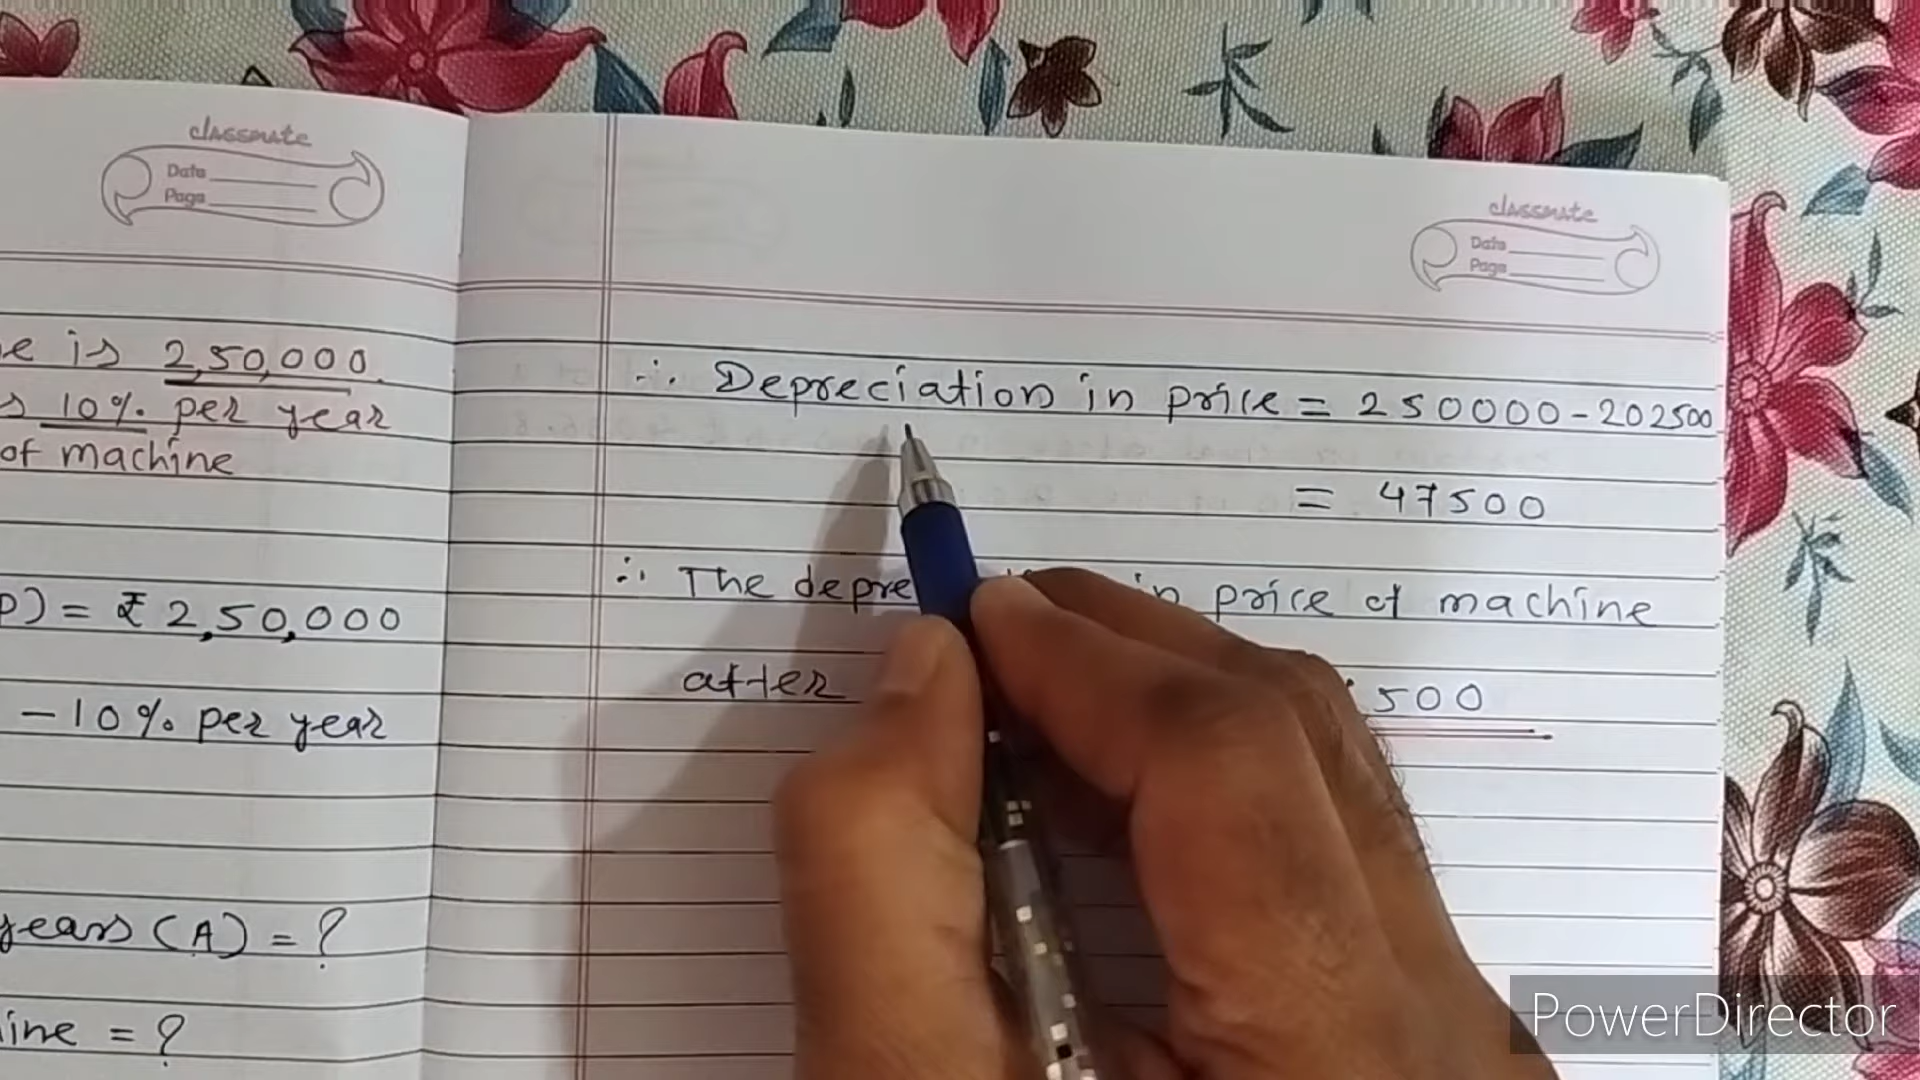 classmate
Date
Page
e is 2,50,000
s 10% per year
of machine
P) = ₹ 2,50,000
-10% per year
years (A) = ?
ine = ?
classmate
Date
Page
∴ Depreciation in price = 250000 - 202500
= 47500
∴ The depre in price of machine
after 500
PowerDirector